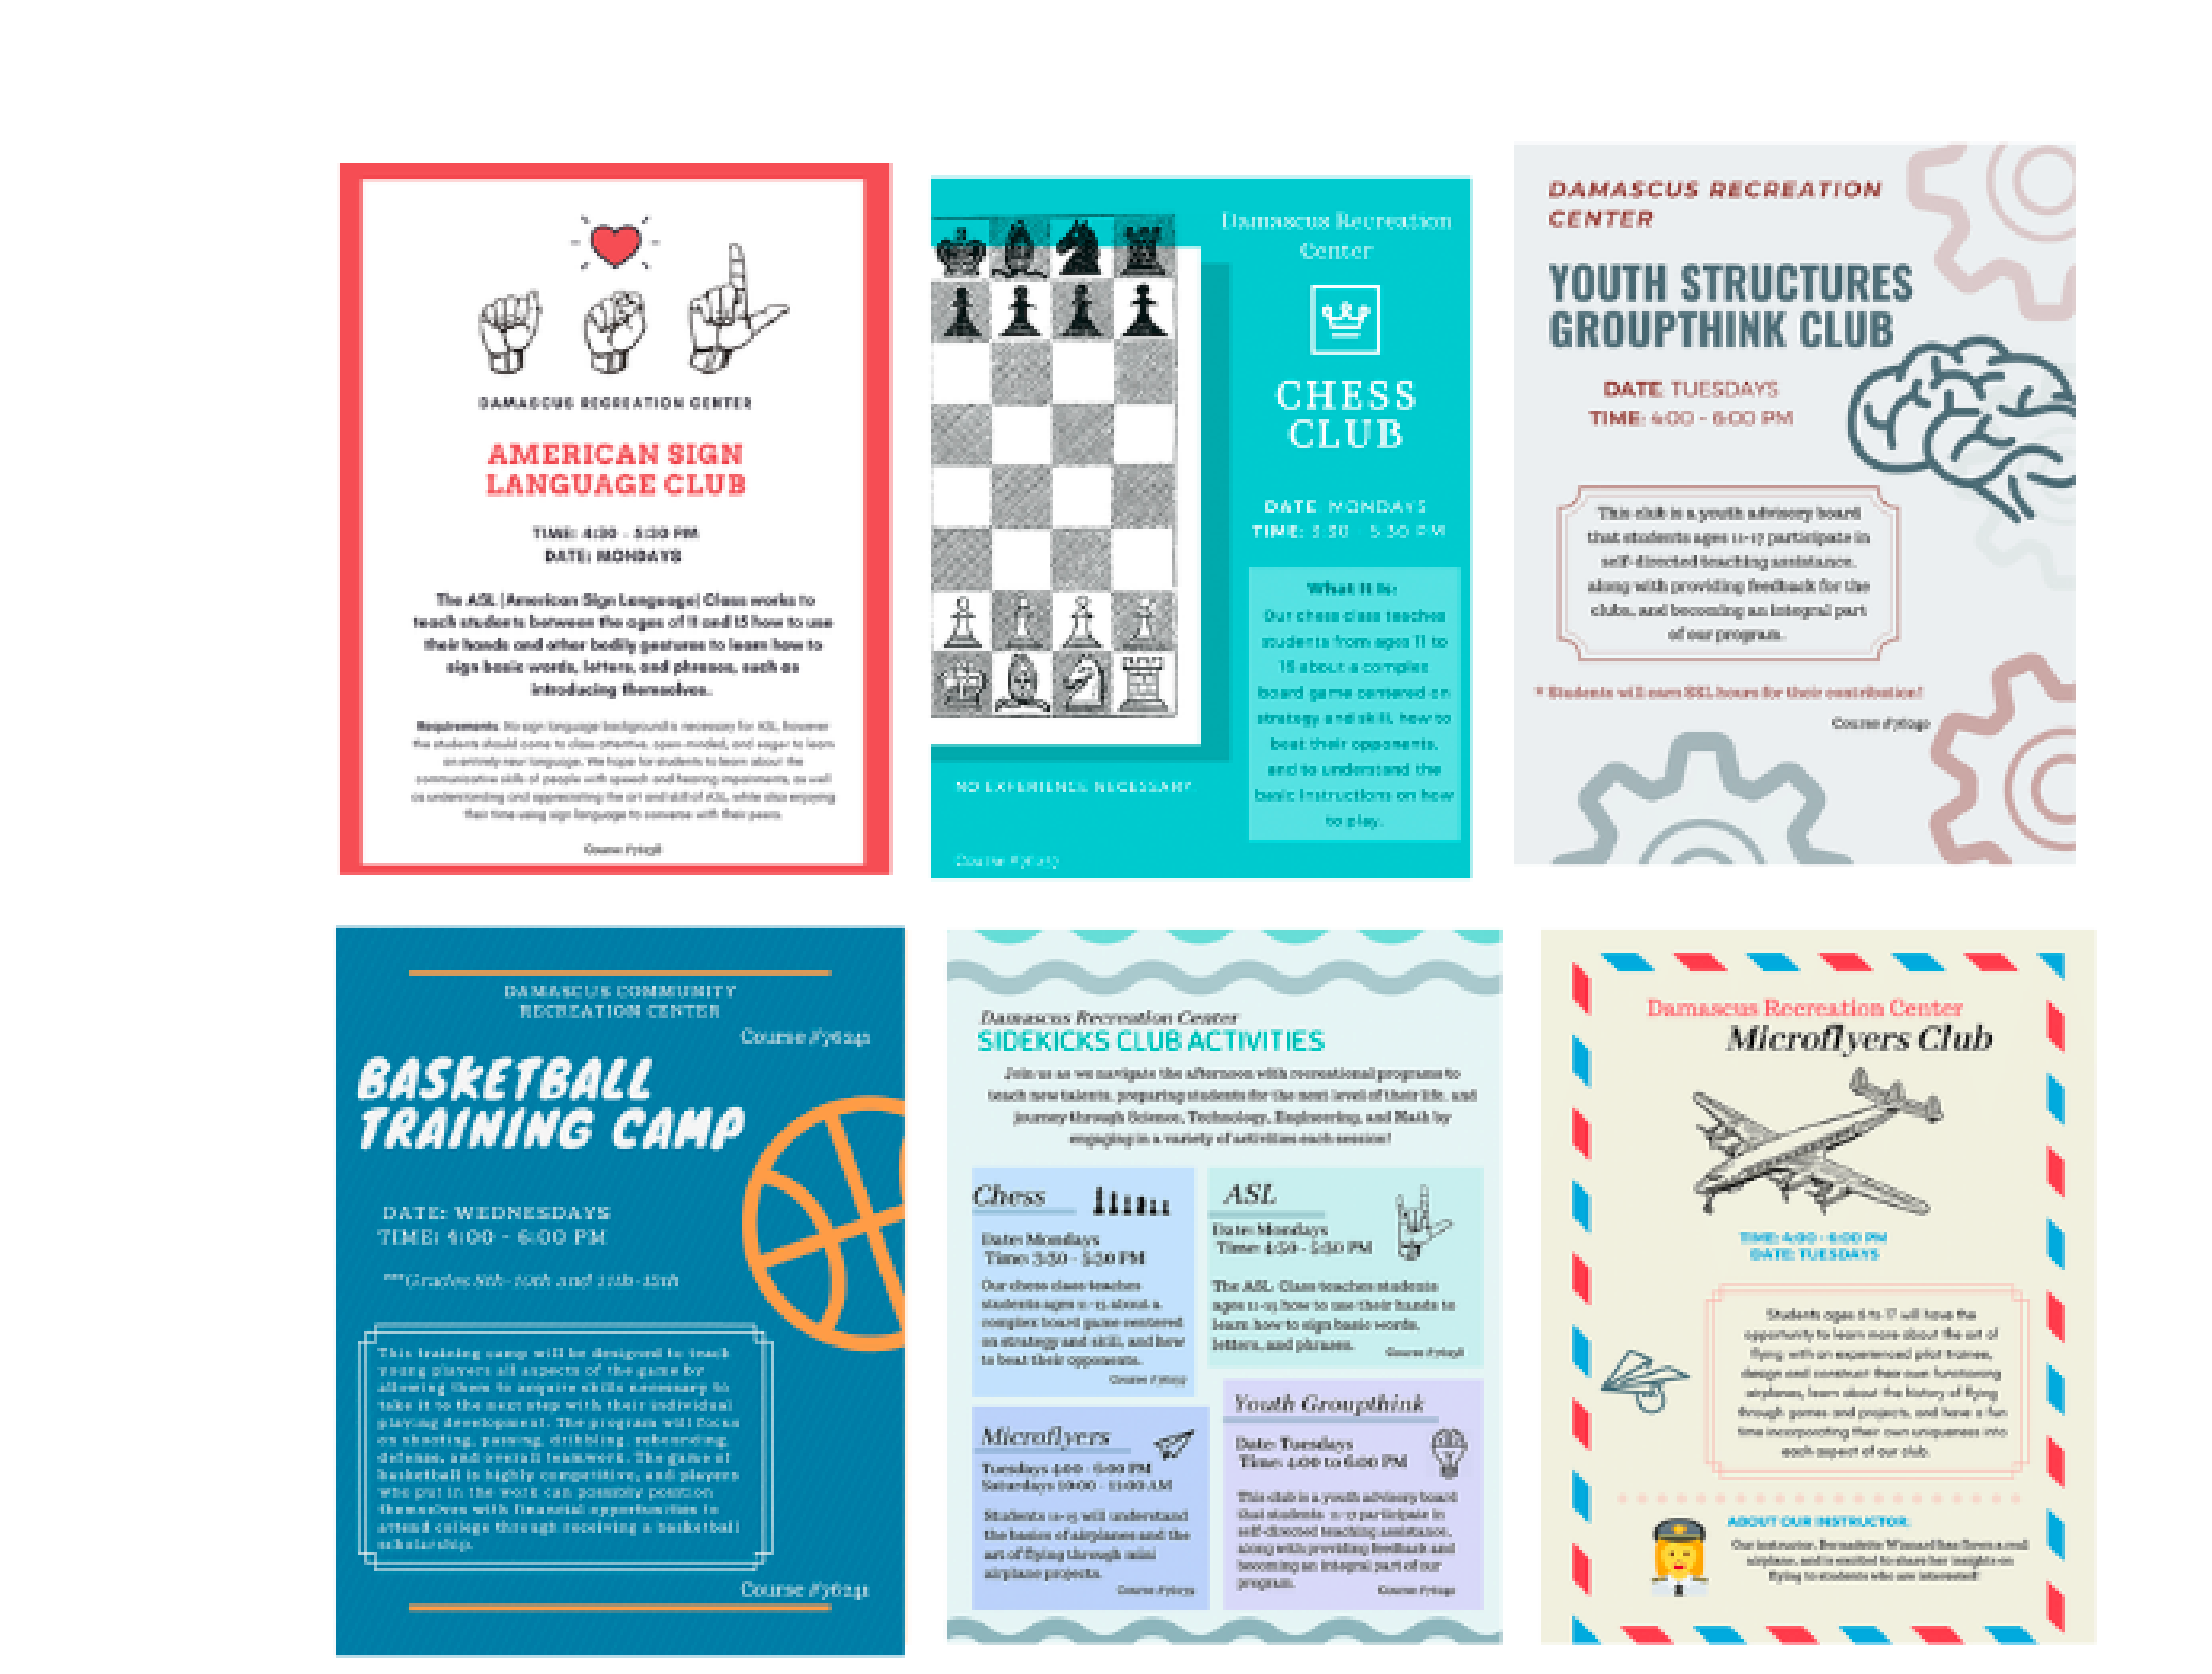 DAMASCUS RECREATION CENTER
AMERICAN SIGN
LANGUAGE CLUB
TIME: 4:30 - 5:30 PM
DATE: MONDAYS
The ASL (American Sign Language) Class works to
teach students between the ages of 11 and 15 how to use
their hands and other bodily gestures to learn how to
sign basic words, letters, and phrases, such as
introducing themselves.
Requirements: No sign language background is necessary for ASL, however
the students should come to class attentive, open-minded, and eager to learn
an entirely new language. We hope for students to learn about the
communicative skills of people with speech and hearing impairments, as well
as understanding and appreciating the art and skill of ASL, while also enjoying
their time using sign language to converse with their peers.
Course #76238
Damascus Recreation
Center
CHESS
CLUB
DATE: MONDAYS
TIME: 3:30 - 5:30 PM
What It Is:
Our chess class teaches
students from ages 11 to
15 about a complex
board game centered on
strategy and skill, how to
beat their opponents,
and to understand the
basic instructions on how
to play.
NO EXPERIENCE NECESSARY
Course #76237
DAMASCUS RECREATION
CENTER
YOUTH STRUCTURES
GROUPTHINK CLUB
DATE: TUESDAYS
TIME: 4:00 - 6:00 PM
This club is a youth advisory board
that students ages 11-17 participate in
self-directed teaching assistance,
along with providing feedback for the
clubs, and becoming an integral part
of our program.
* Students will earn SSL hours for their contribution!
Course #76240
DAMASCUS COMMUNITY
RECREATION CENTER
Course #76241
BASKETBALL
TRAINING CAMP
DATE: WEDNESDAYS
TIME: 4:00 - 6:00 PM
***Grades 8th-10th and 11th-12th
This training camp will be designed to teach
young players all aspects of the game by
allowing them to acquire skills necessary to
take it to the next step with their individual
playing development. The program will focus
on shooting, passing, dribbling, rebounding,
defense, and overall teamwork. The game of
basketball is highly competitive, and players
who put in the work can possibly position
themselves with financial opportunities to
attend college through receiving a basketball
scholarship.
Course #76241
Damascus Recreation Center
SIDEKICKS CLUB ACTIVITIES
Join us as we navigate the afternoon with recreational programs to
teach new talents, preparing students for the next level of their life, and
journey through Science, Technology, Engineering, and Math by
engaging in a variety of activities each session!
Chess
Date: Mondays
Time: 3:30 - 5:30 PM
Our chess class teaches
students ages 11-15 about a
complex board game centered
on strategy and skill, and how
to beat their opponents.
Course #76237
ASL
Date: Mondays
Time: 4:30 - 5:30 PM
The ASL Class teaches students
ages 11-15 how to use their hands to
learn how to sign basic words,
letters, and phrases.
Course #76238
Microflyers
Tuesdays 4:00 - 6:00 PM
Saturdays 10:00 - 11:00 AM
Students 11-15 will understand
the basics of airplanes and the
art of flying through mini
airplane projects.
Course #76239
Youth Groupthink
Date: Tuesdays
Time: 4:00 to 6:00 PM
This club is a youth advisory board
that students 11-17 participate in
self-directed teaching assistance,
along with providing feedback and
becoming an integral part of our
program.
Course #76240
Damascus Recreation Center
Microflyers Club
TIME: 4:00 - 6:00 PM
DATE: TUESDAYS
Students ages 6 to 17 will have the
opportunity to learn more about the art of
flying with an experienced pilot trainee,
design and construct their own functioning
airplanes, learn about the history of flying
through games and projects, and have a fun
time incorporating their own uniqueness into
each aspect of our club.
ABOUT OUR INSTRUCTOR:
Our instructor, Bernadette has flown a real
airplane, and is excited to share her insights on
flying to students who are interested!